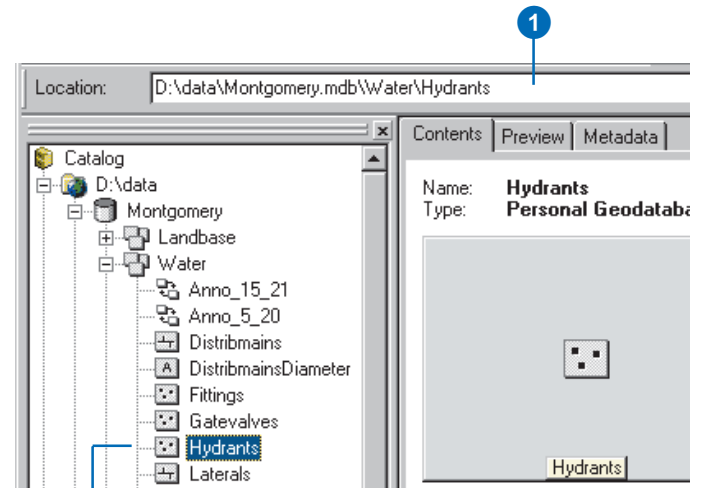 1
Location: D:\data\Montgomery.mdb\Water\Hydrants
Contents Preview Metadata
Catalog
D:\data
Montgomery
Landbase
Water
Anno_15_21
Anno_5_20
Distribmains
A DistribmainsDiameter
Fittings
Gatevalves
Hydrants
Laterals
Name: Hydrants
Type: Personal Geodataba
Hydrants